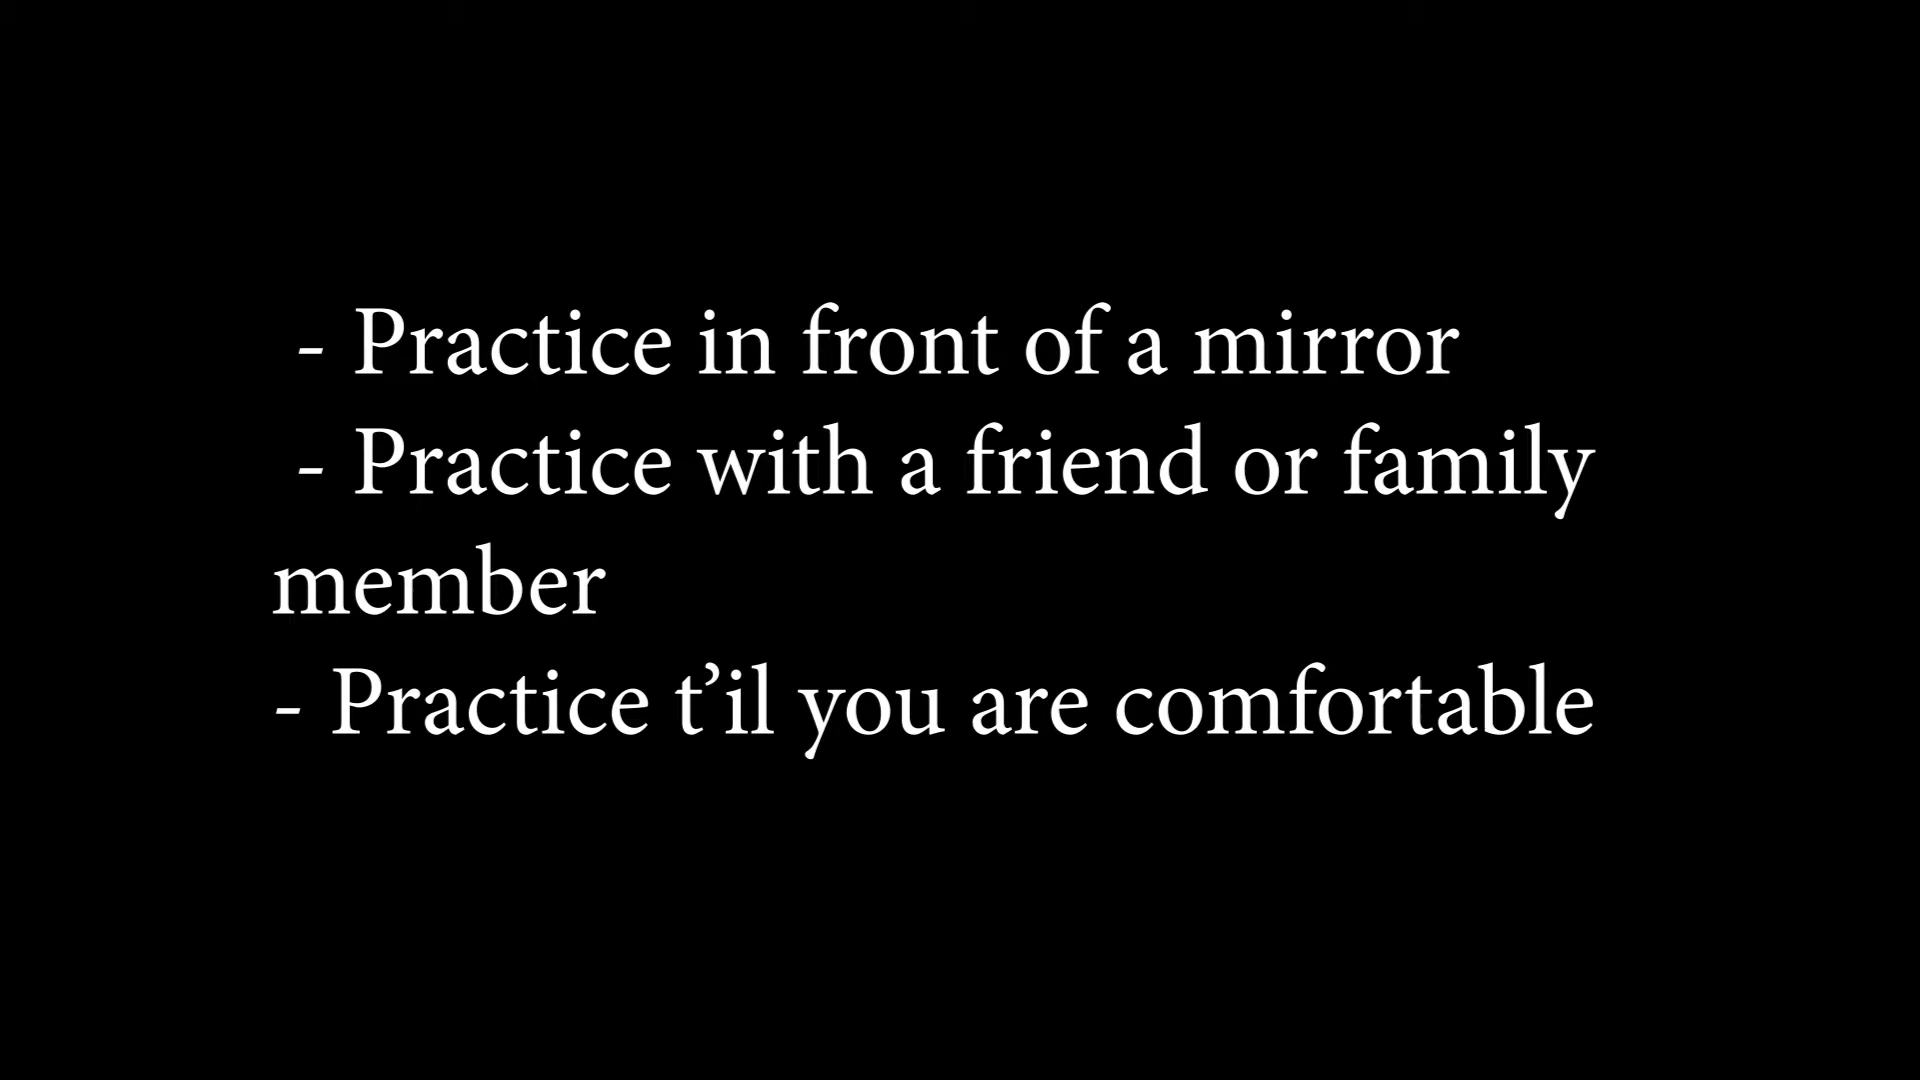 - Practice in front of a mirror
- Practice with a friend or family
member
- Practice t’il you are comfortable